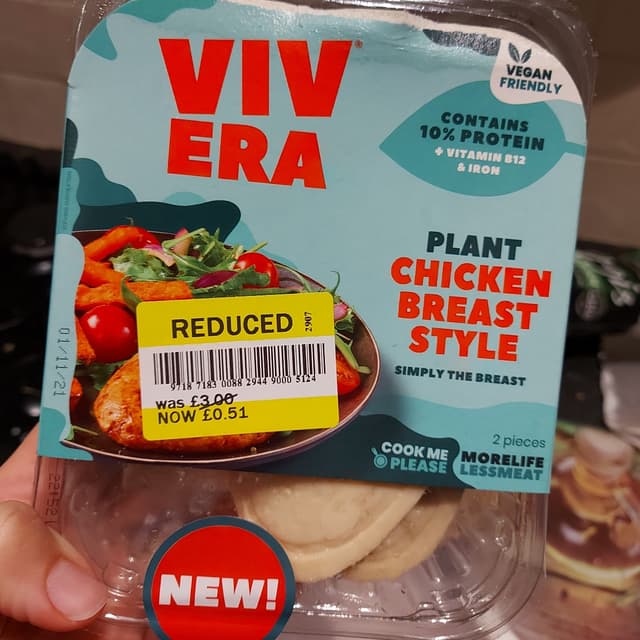 VIV
ERA
VEGAN
FRIENDLY
CONTAINS
10% PROTEIN
+ VITAMIN B12
& IRON
PLANT
CHICKEN
BREAST
STYLE
SIMPLY THE BREAST
REDUCED
2907
9718 7183 0088 2944 9000 5124
was £3.00
NOW £0.51
01/11/21
2 pieces
COOK ME
PLEASE
MORELIFE
LESSMEAT
NEW!